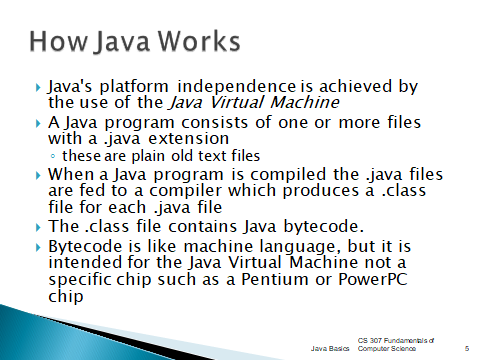 How Java Works
Java's platform independence is achieved by
the use of the Java Virtual Machine
A Java program consists of one or more files
with a .java extension
these are plain old text files
When a Java program is compiled the .java files
are fed to a compiler which produces a .class
file for each .java file
The .class file contains Java bytecode.
Bytecode is like machine language, but it is
intended for the Java Virtual Machine not a
specific chip such as a Pentium or PowerPC
chip
Java Basics
CS 307 Fundamentals of
Computer Science
5